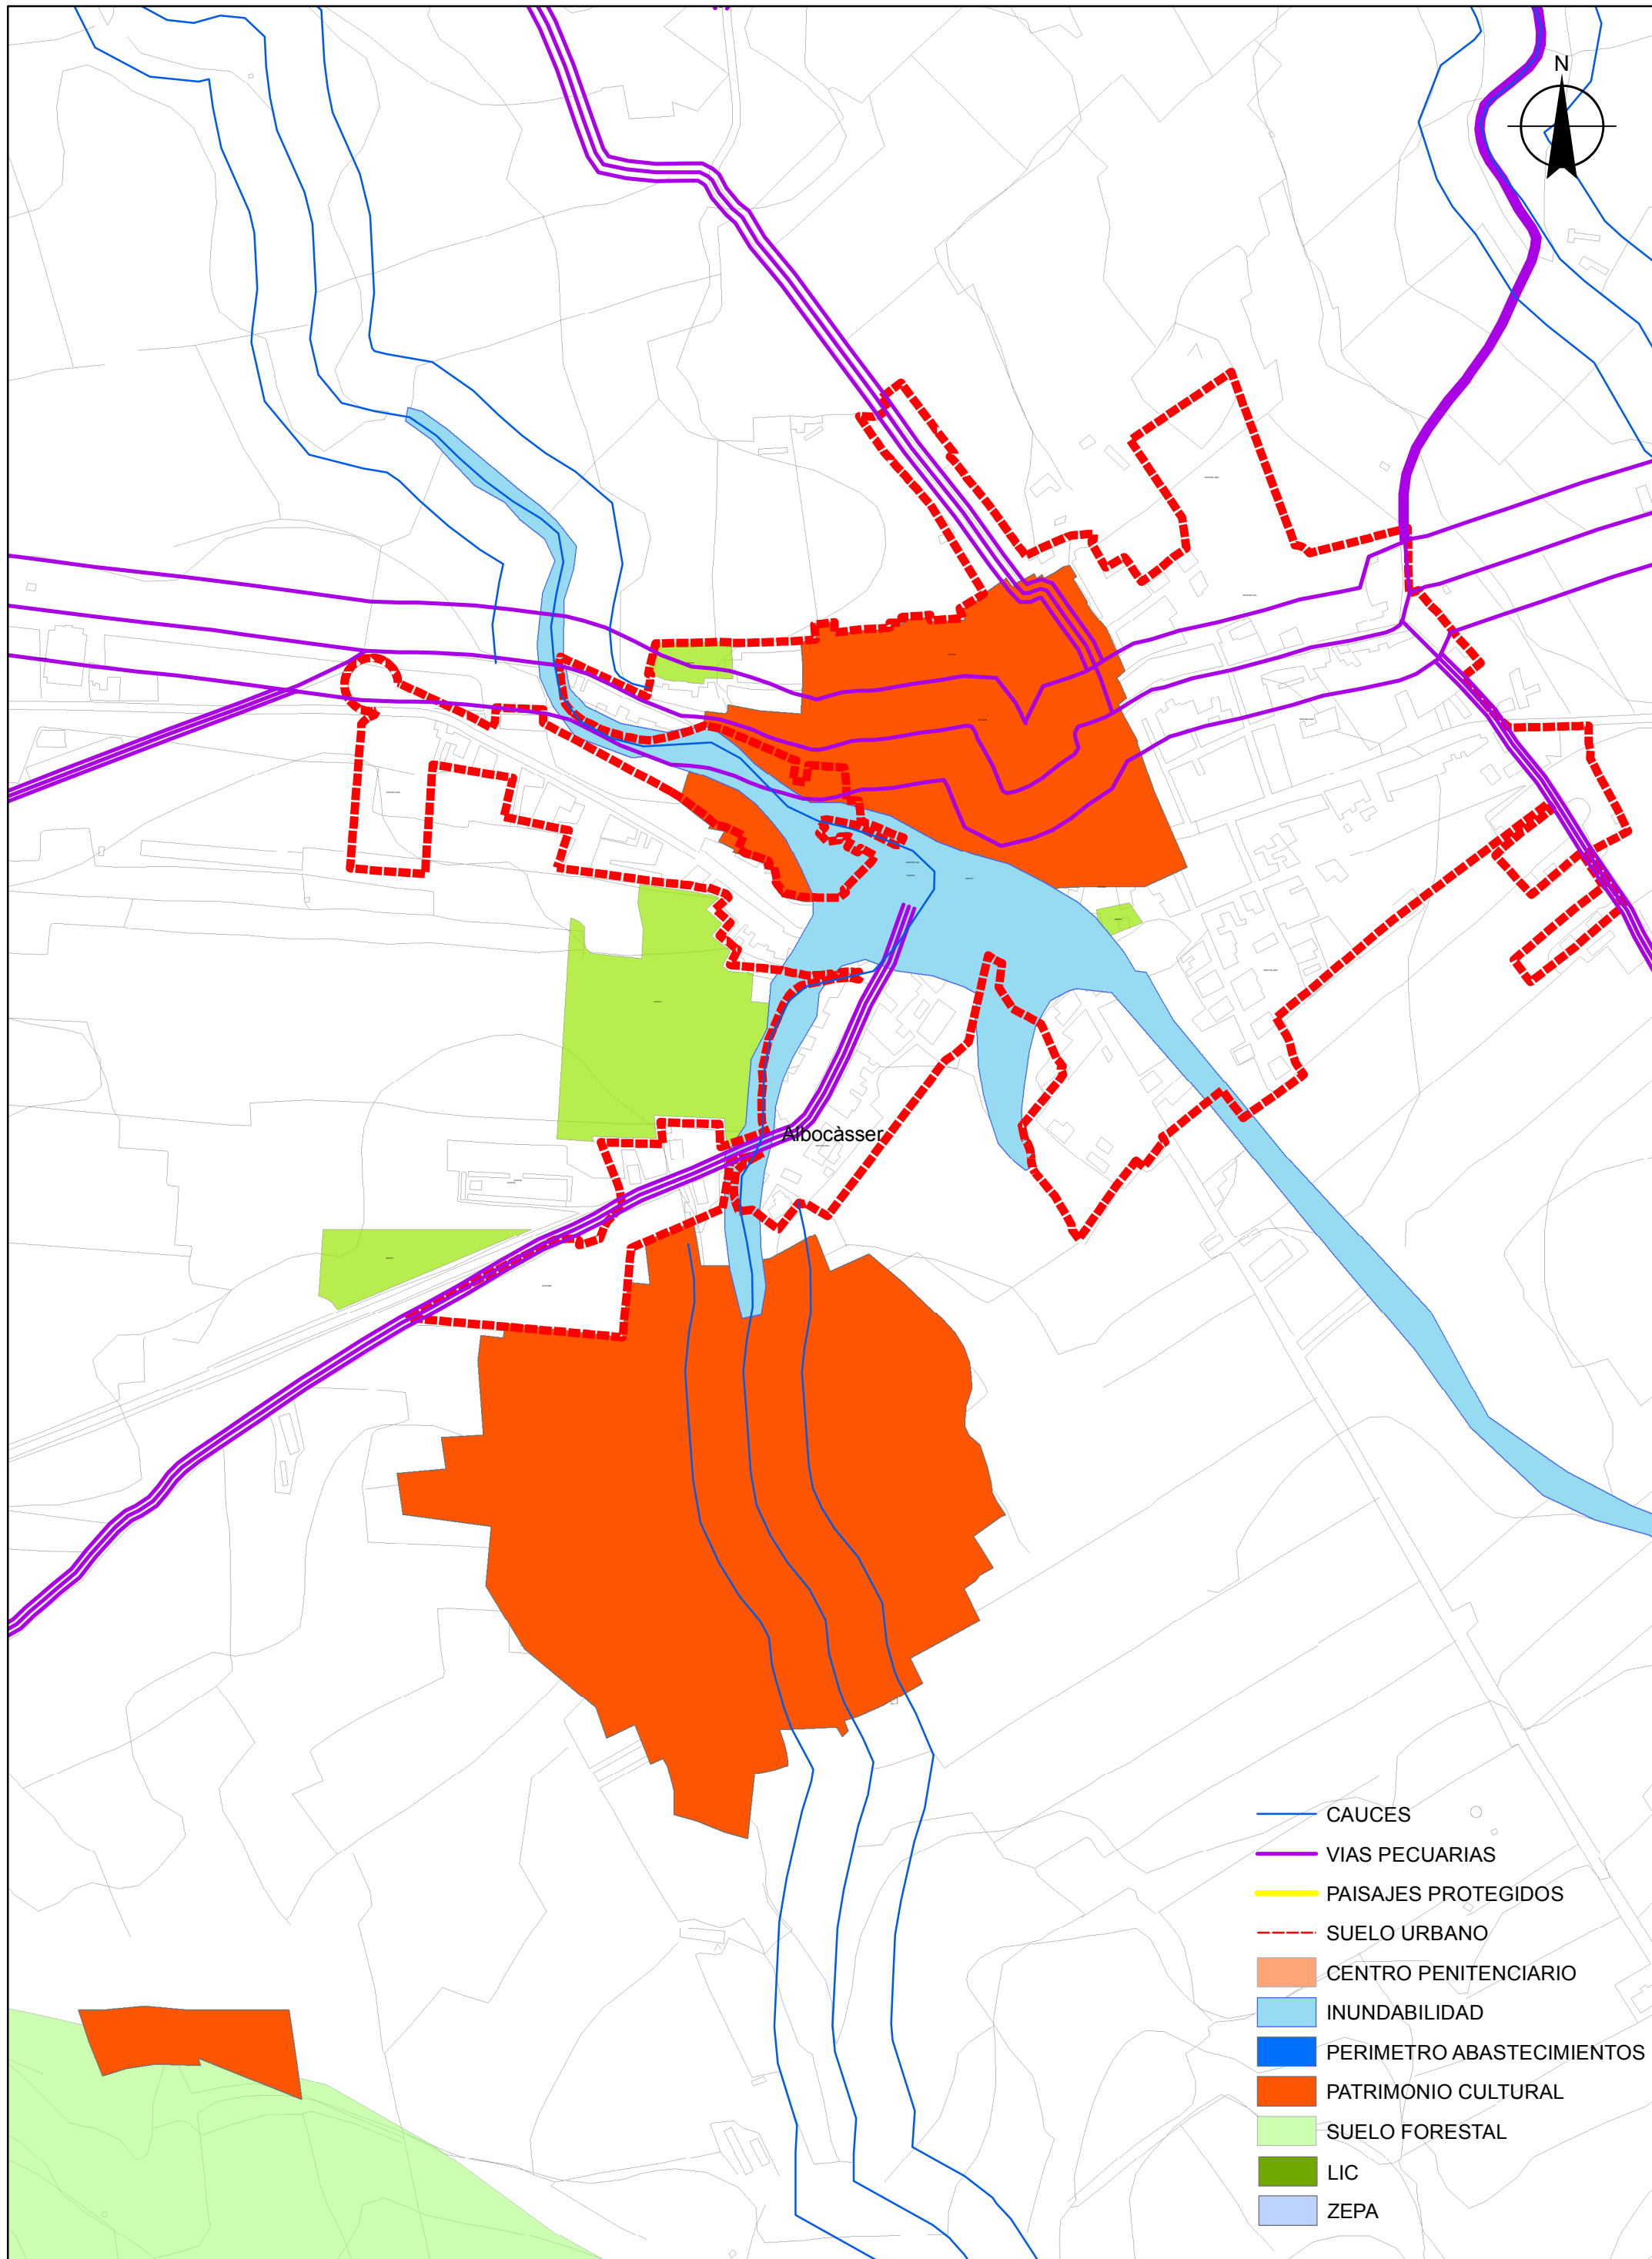 N
Albocàsser
CAUCES
VIAS PECUARIAS
PAISAJES PROTEGIDOS
SUELO URBANO
CENTRO PENITENCIARIO
INUNDABILIDAD
PERIMETRO ABASTECIMIENTOS
PATRIMONIO CULTURAL
SUELO FORESTAL
LIC
ZEPA